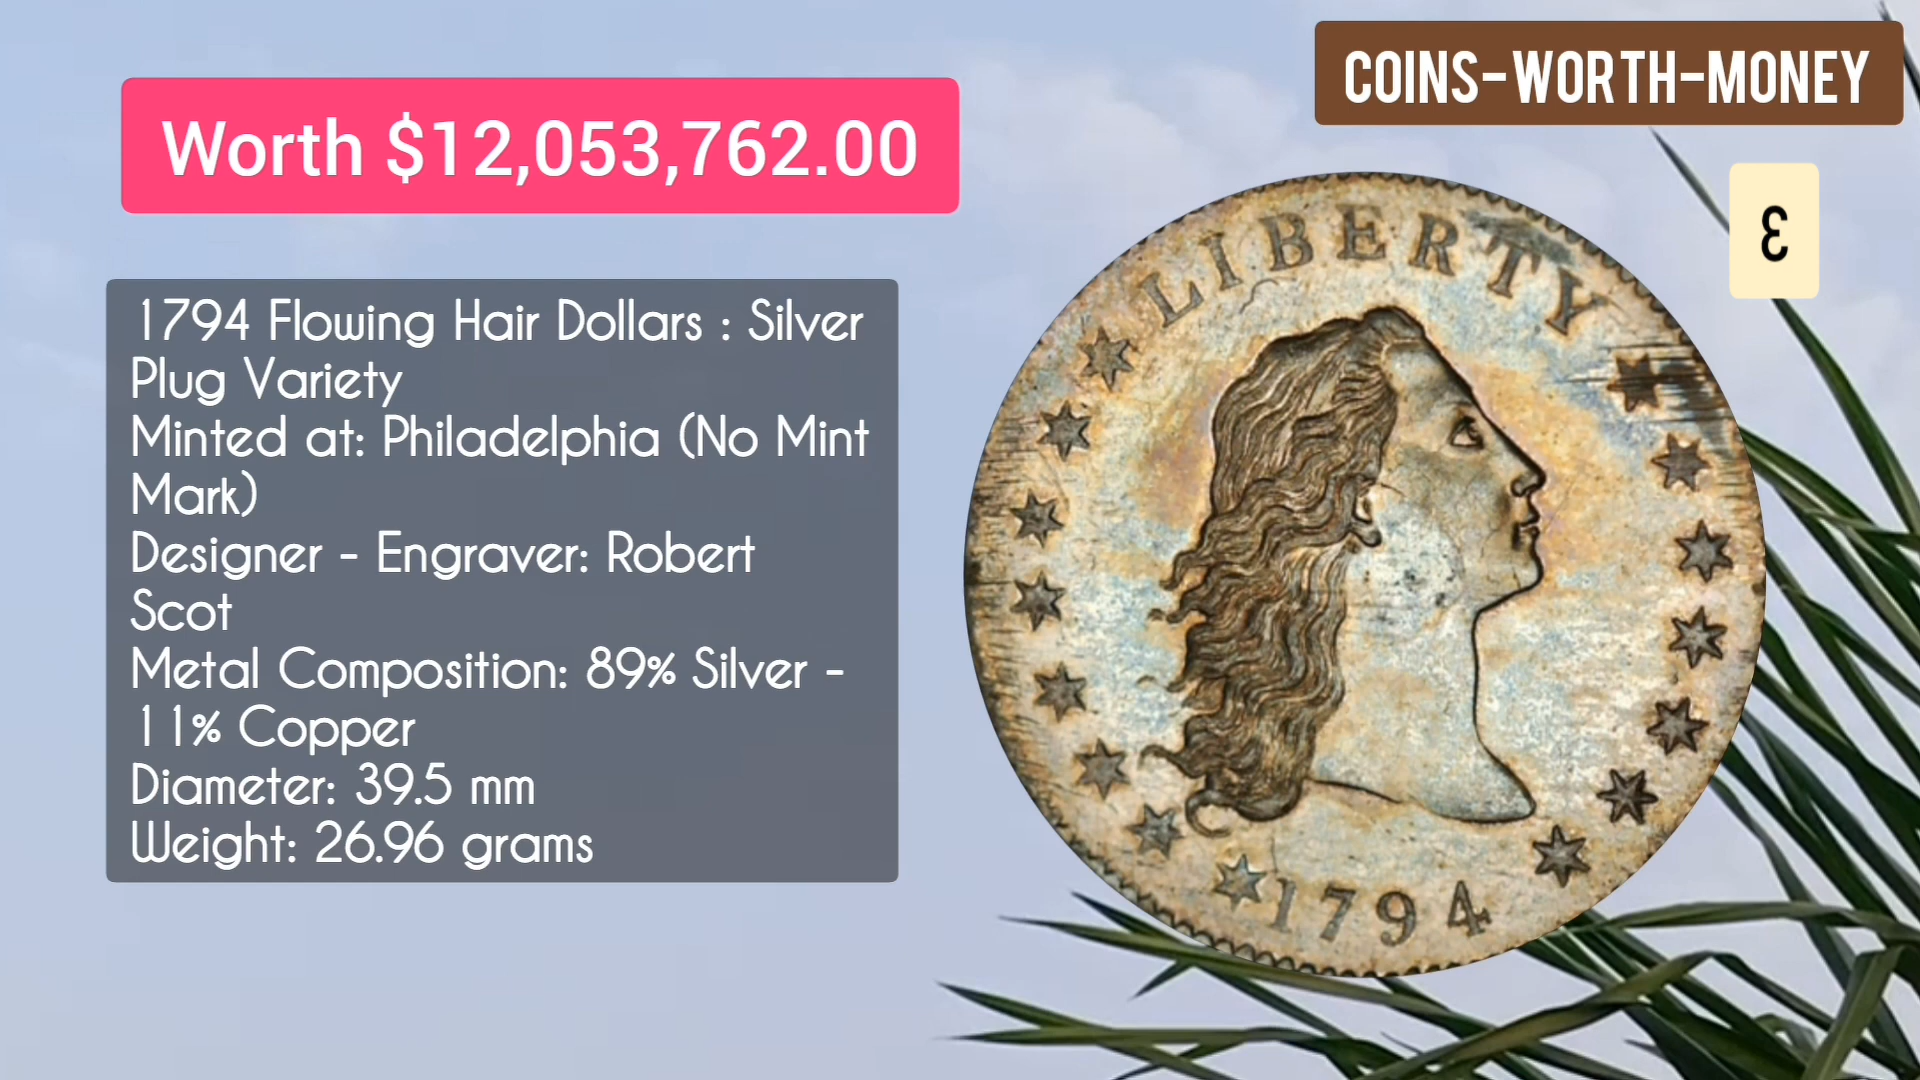 COINS-WORTH-MONEY
Worth $12,053,762.00
ε
1794 Flowing Hair Dollars : Silver
Plug Variety
Minted at: Philadelphia (No Mint
Mark)
Designer - Engraver: Robert
Scot
Metal Composition: 89% Silver -
11% Copper
Diameter: 39.5 mm
Weight: 26.96 grams
LIBERTY
1794